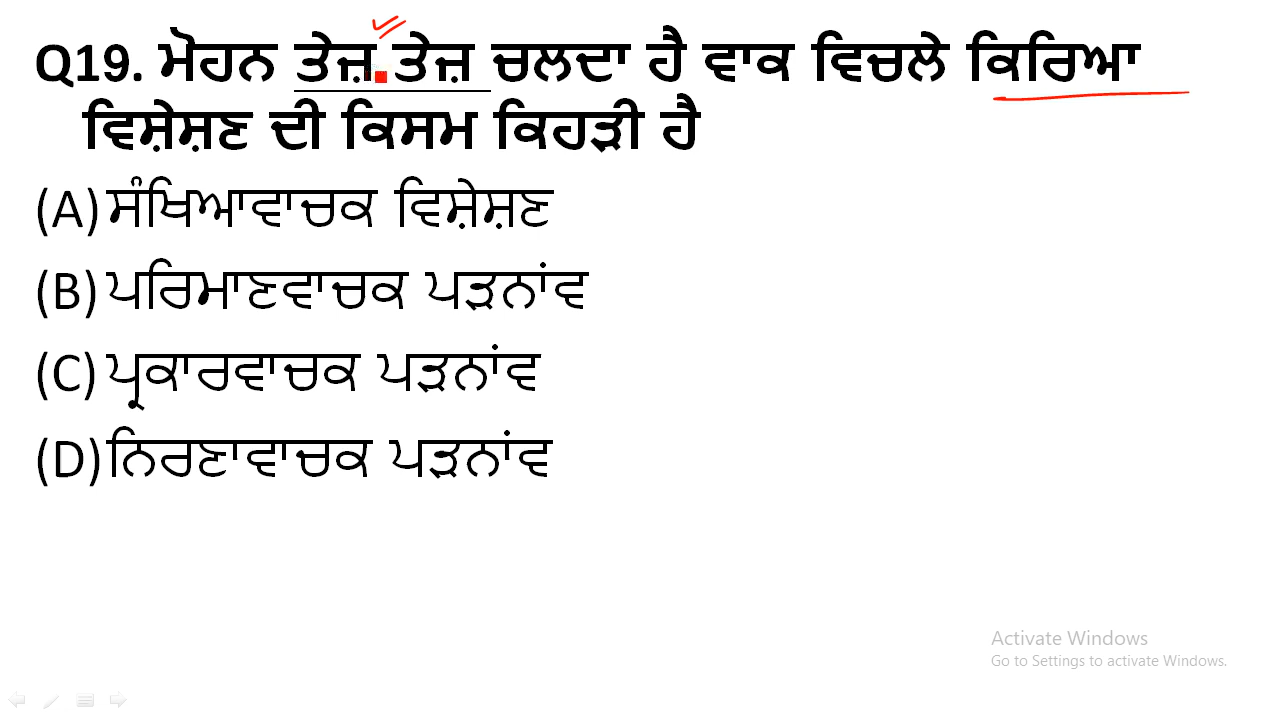 Q19. ਮੋਹਨ ਤੇਜ਼ ਤੇਜ਼ ਚਲਦਾ ਹੈ ਵਾਕ ਵਿਚਲੇ ਕਿਰਿਆ
ਵਿਸ਼ੇਸ਼ਣ ਦੀ ਕਿਸਮ ਕਿਹੜੀ ਹੈ
(A) ਸੰਖਿਆਵਾਚਕ ਵਿਸ਼ੇਸ਼ਣ
(B) ਪਰਿਮਾਣਵਾਚਕ ਪੜਨਾਂਵ
(C) ਪ੍ਰਕਾਰਵਾਚਕ ਪੜਨਾਂਵ
(D) ਨਿਰਣਾਵਾਚਕ ਪੜਨਾਂਵ
Activate Windows
Go to Settings to activate Windows.